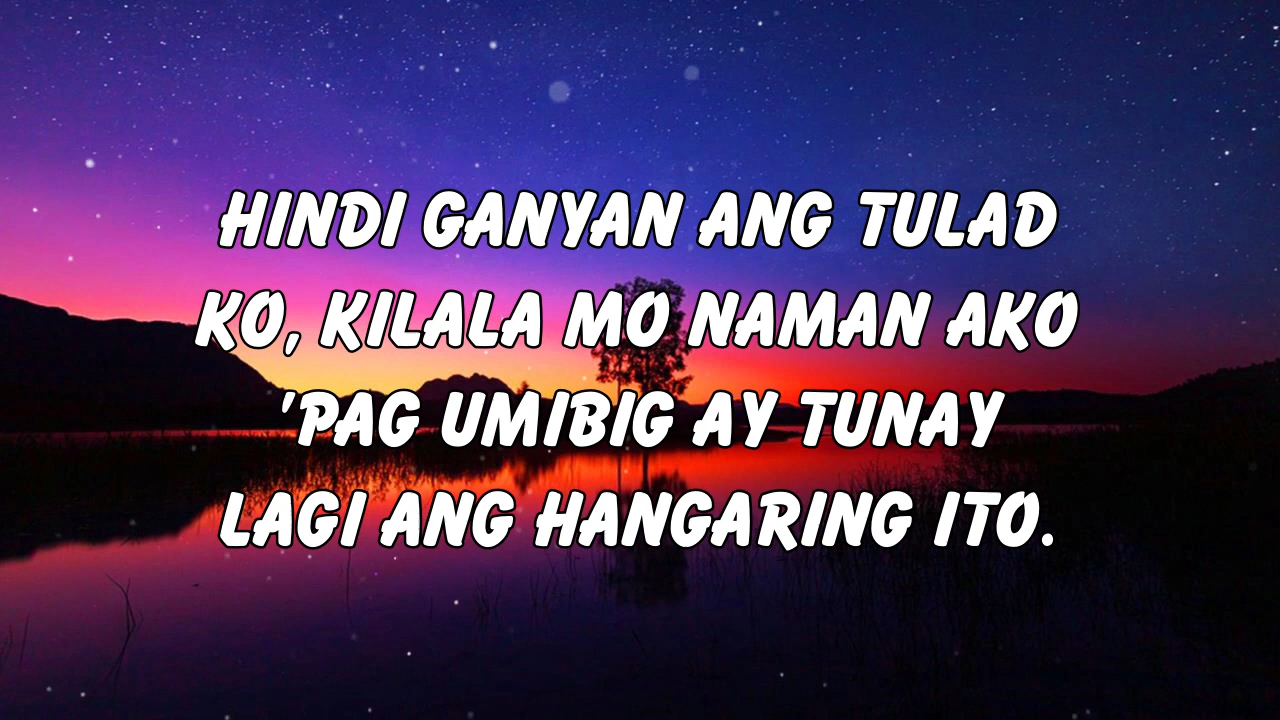 HINDI GANYAN ANG TULAD
KO, KILALA MO NAMAN AKO
'PAG UMIBIG AY TUNAY
LAGI ANG HANGARING ITO.